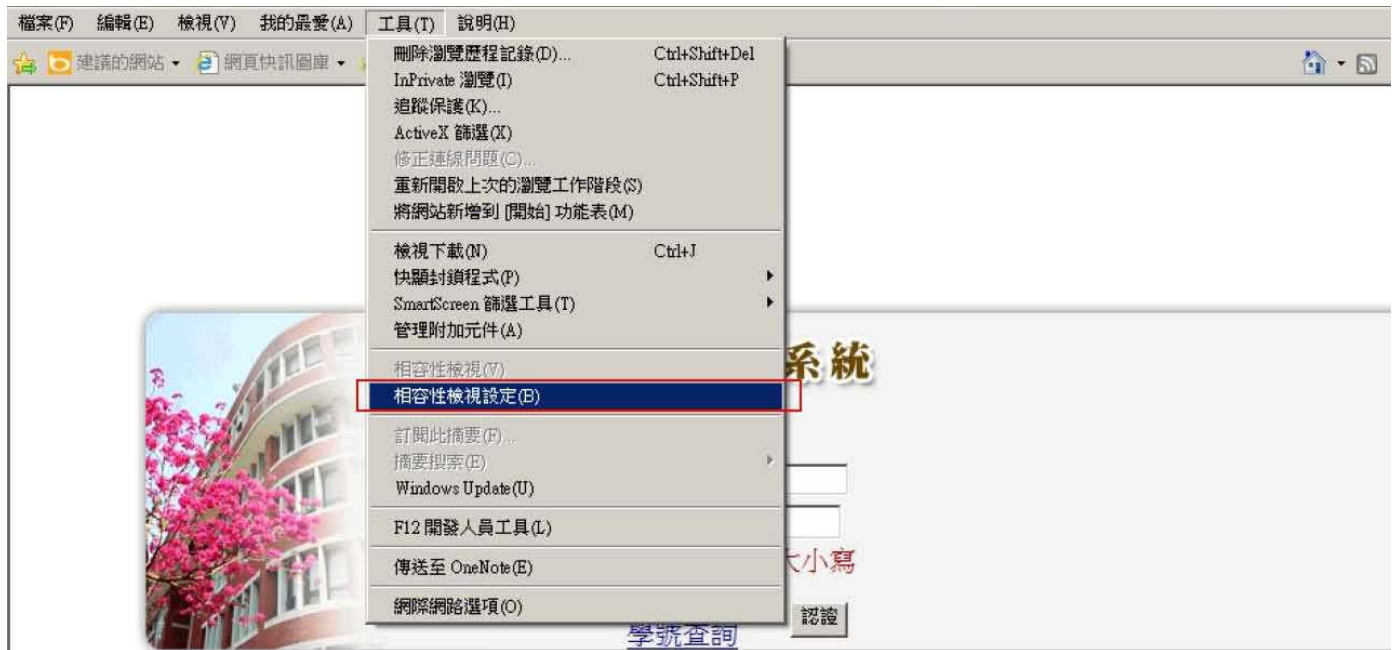 檔案(F) 編輯(E) 檢視(V) 我的最愛(A) 工具(T) 說明(H)
建議的網站 網頁快訊圖庫
刪除瀏覽歷程記錄(D)... Ctrl+Shift+Del
InPrivate 瀏覽(I) Ctrl+Shift+P
追蹤保護(K)...
ActiveX 篩選(X)
修正連線問題(C)...
重新開啟上次的瀏覽工作階段(S)
將網站新增到 [開始] 功能表(M)
檢視下載(N) Ctrl+J
快顯封鎖程式(P)
SmartScreen 篩選工具(T)
管理附加元件(A)
相容性檢視(V)
系統
相容性檢視設定(B)
訂閱此摘要(F)...
摘要搜索(E)
Windows Update(U)
F12 開發人員工具(L)
傳送至 OneNote(E)
大小寫
網際網路選項(O)
認證
學號查詢